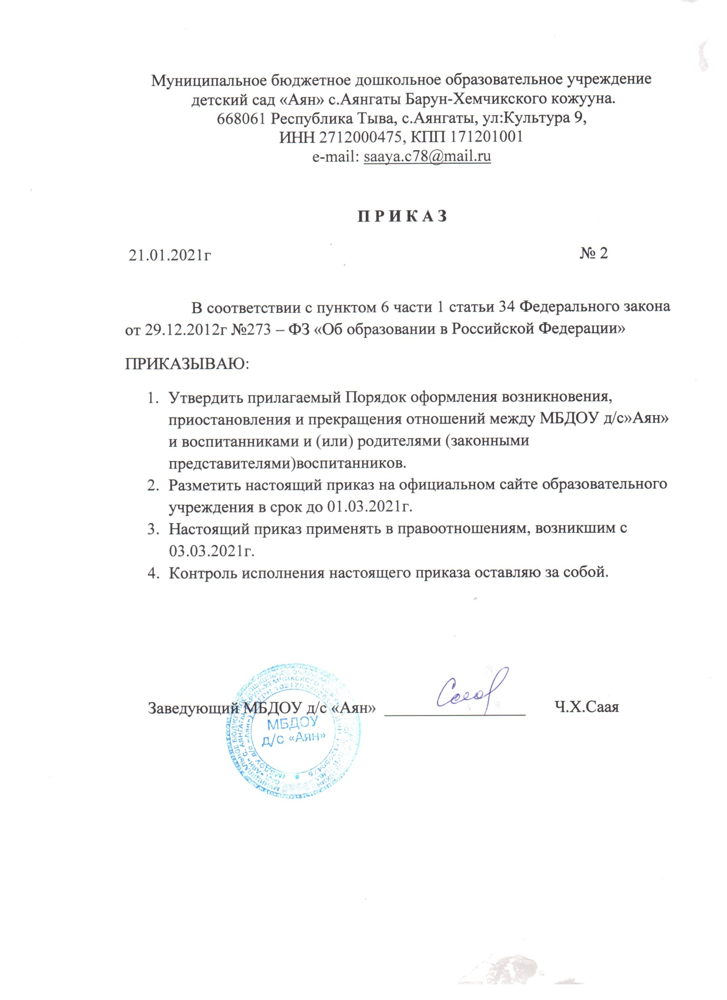 Муниципальное бюджетное дошкольное образовательное учреждение
детский сад «Аян» с.Аянгаты Барун-Хемчикского кожууна.
668061 Республика Тыва, с.Аянгаты, ул:Культура 9,
ИНН 2712000475, КПП 171201001
e-mail: saaya.c78@mail.ru
П Р И К А З
21.01.2021г № 2
В соответствии с пунктом 6 части 1 статьи 34 Федерального закона
от 29.12.2012г №273 – ФЗ «Об образовании в Российской Федерации»
ПРИКАЗЫВАЮ:
1. Утвердить прилагаемый Порядок оформления возникновения,
приостановления и прекращения отношений между МБДОУ д/с»Аян»
и воспитанниками и (или) родителями (законными
представителями)воспитанников.
2. Разметить настоящий приказ на официальном сайте образовательного
учреждения в срок до 01.03.2021г.
3. Настоящий приказ применять в правоотношениям, возникшим с
03.03.2021г.
4. Контроль исполнения настоящего приказа оставляю за собой.
Заведующий МБДОУ д/с «Аян» Ч.Х.Саая
МБДОУ
д/с «Аян»